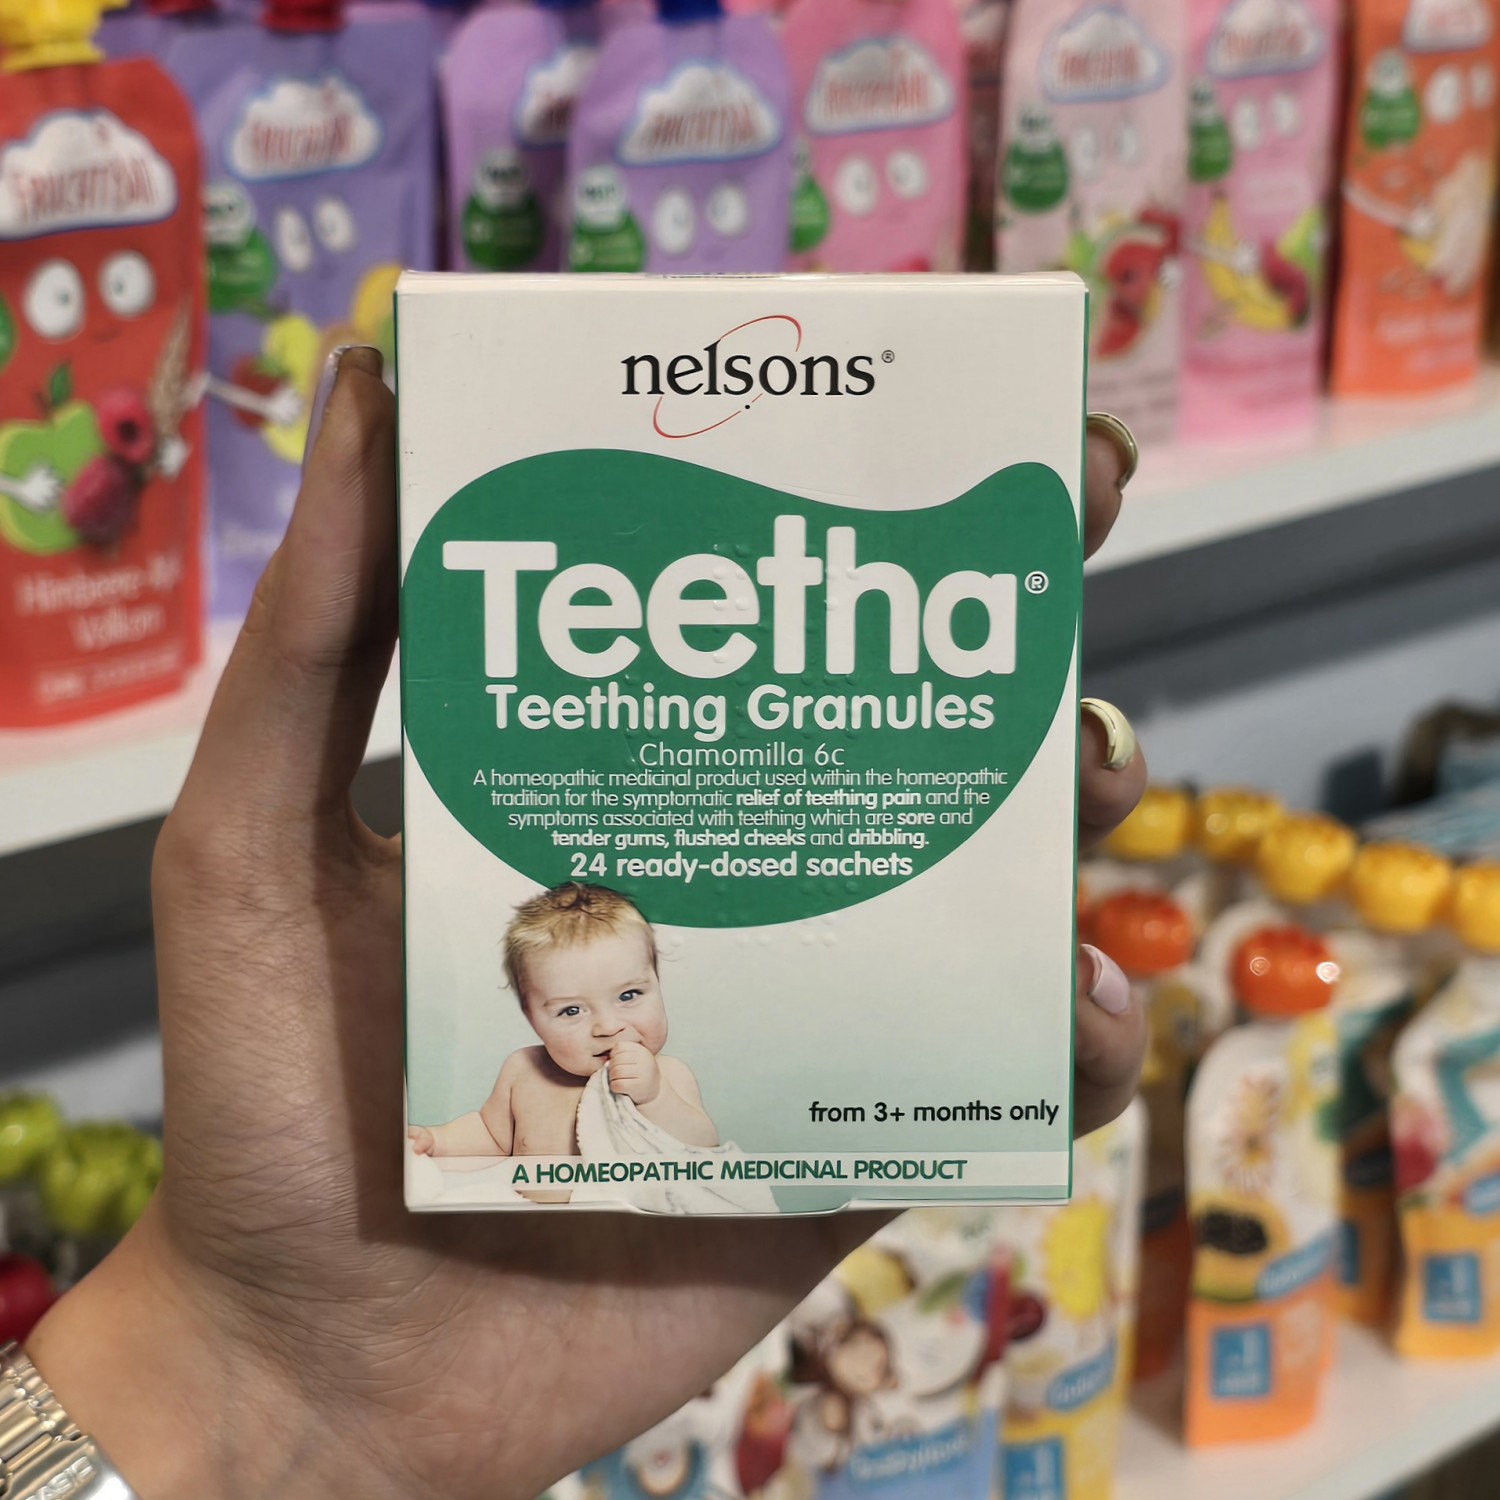 nelsons®
Teetha®
Teething Granules
Chamomilla 6c
A homeopathic medicinal product used within the homeopathic
tradition for the symptomatic relief of teething pain and the
symptoms associated with teething which are sore and
tender gums, flushed cheeks and dribbling.
24 ready-dosed sachets
from 3+ months only
A HOMEOPATHIC MEDICINAL PRODUCT